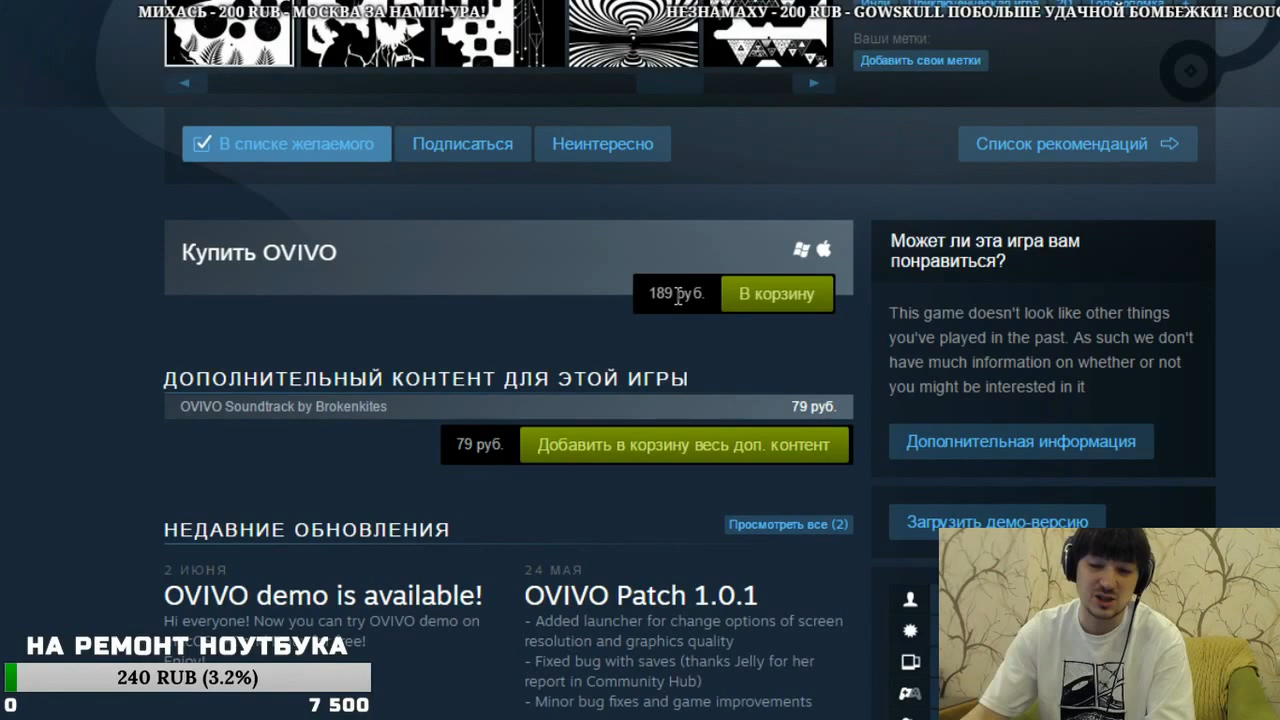 МИХАСЬ - 200 RUB - МОСКВА ЗА НАМИ! УРА!
НЕЗНАМАХУ - 200 RUB - GOWSKULL ПОБОЛЬШЕ УДАЧНОЙ БОМБЕЖКИ!
Ваши метки:
Добавить свои метки
В списке желаемого
Подписаться
Неинтересно
Список рекомендаций
Купить OVIVO
189 руб.
В корзину
ДОПОЛНИТЕЛЬНЫЙ КОНТЕНТ ДЛЯ ЭТОЙ ИГРЫ
OVIVO Soundtrack by Brokenkites
79 руб.
79 руб.
Добавить в корзину весь доп. контент
Может ли эта игра вам
понравиться?
This game doesn't look like other things
you've played in the past. As such we don't
have much information on whether or not
you might be interested in it
Дополнительная информация
Загрузить демо-версию
НЕДАВНИЕ ОБНОВЛЕНИЯ
Просмотреть все (2)
2 ИЮНЯ
OVIVO demo is available!
Hi everyone! Now you can try OVIVO demo on
Enjoy!
24 МАЯ
OVIVO Patch 1.0.1
- Added launcher for change options of screen
resolution and graphics quality
- Fixed bug with saves (thanks Jelly for her
report in Community Hub)
- Minor bug fixes and game improvements
НА РЕМОНТ НОУТБУКА
240 RUB (3.2%)
0
7 500